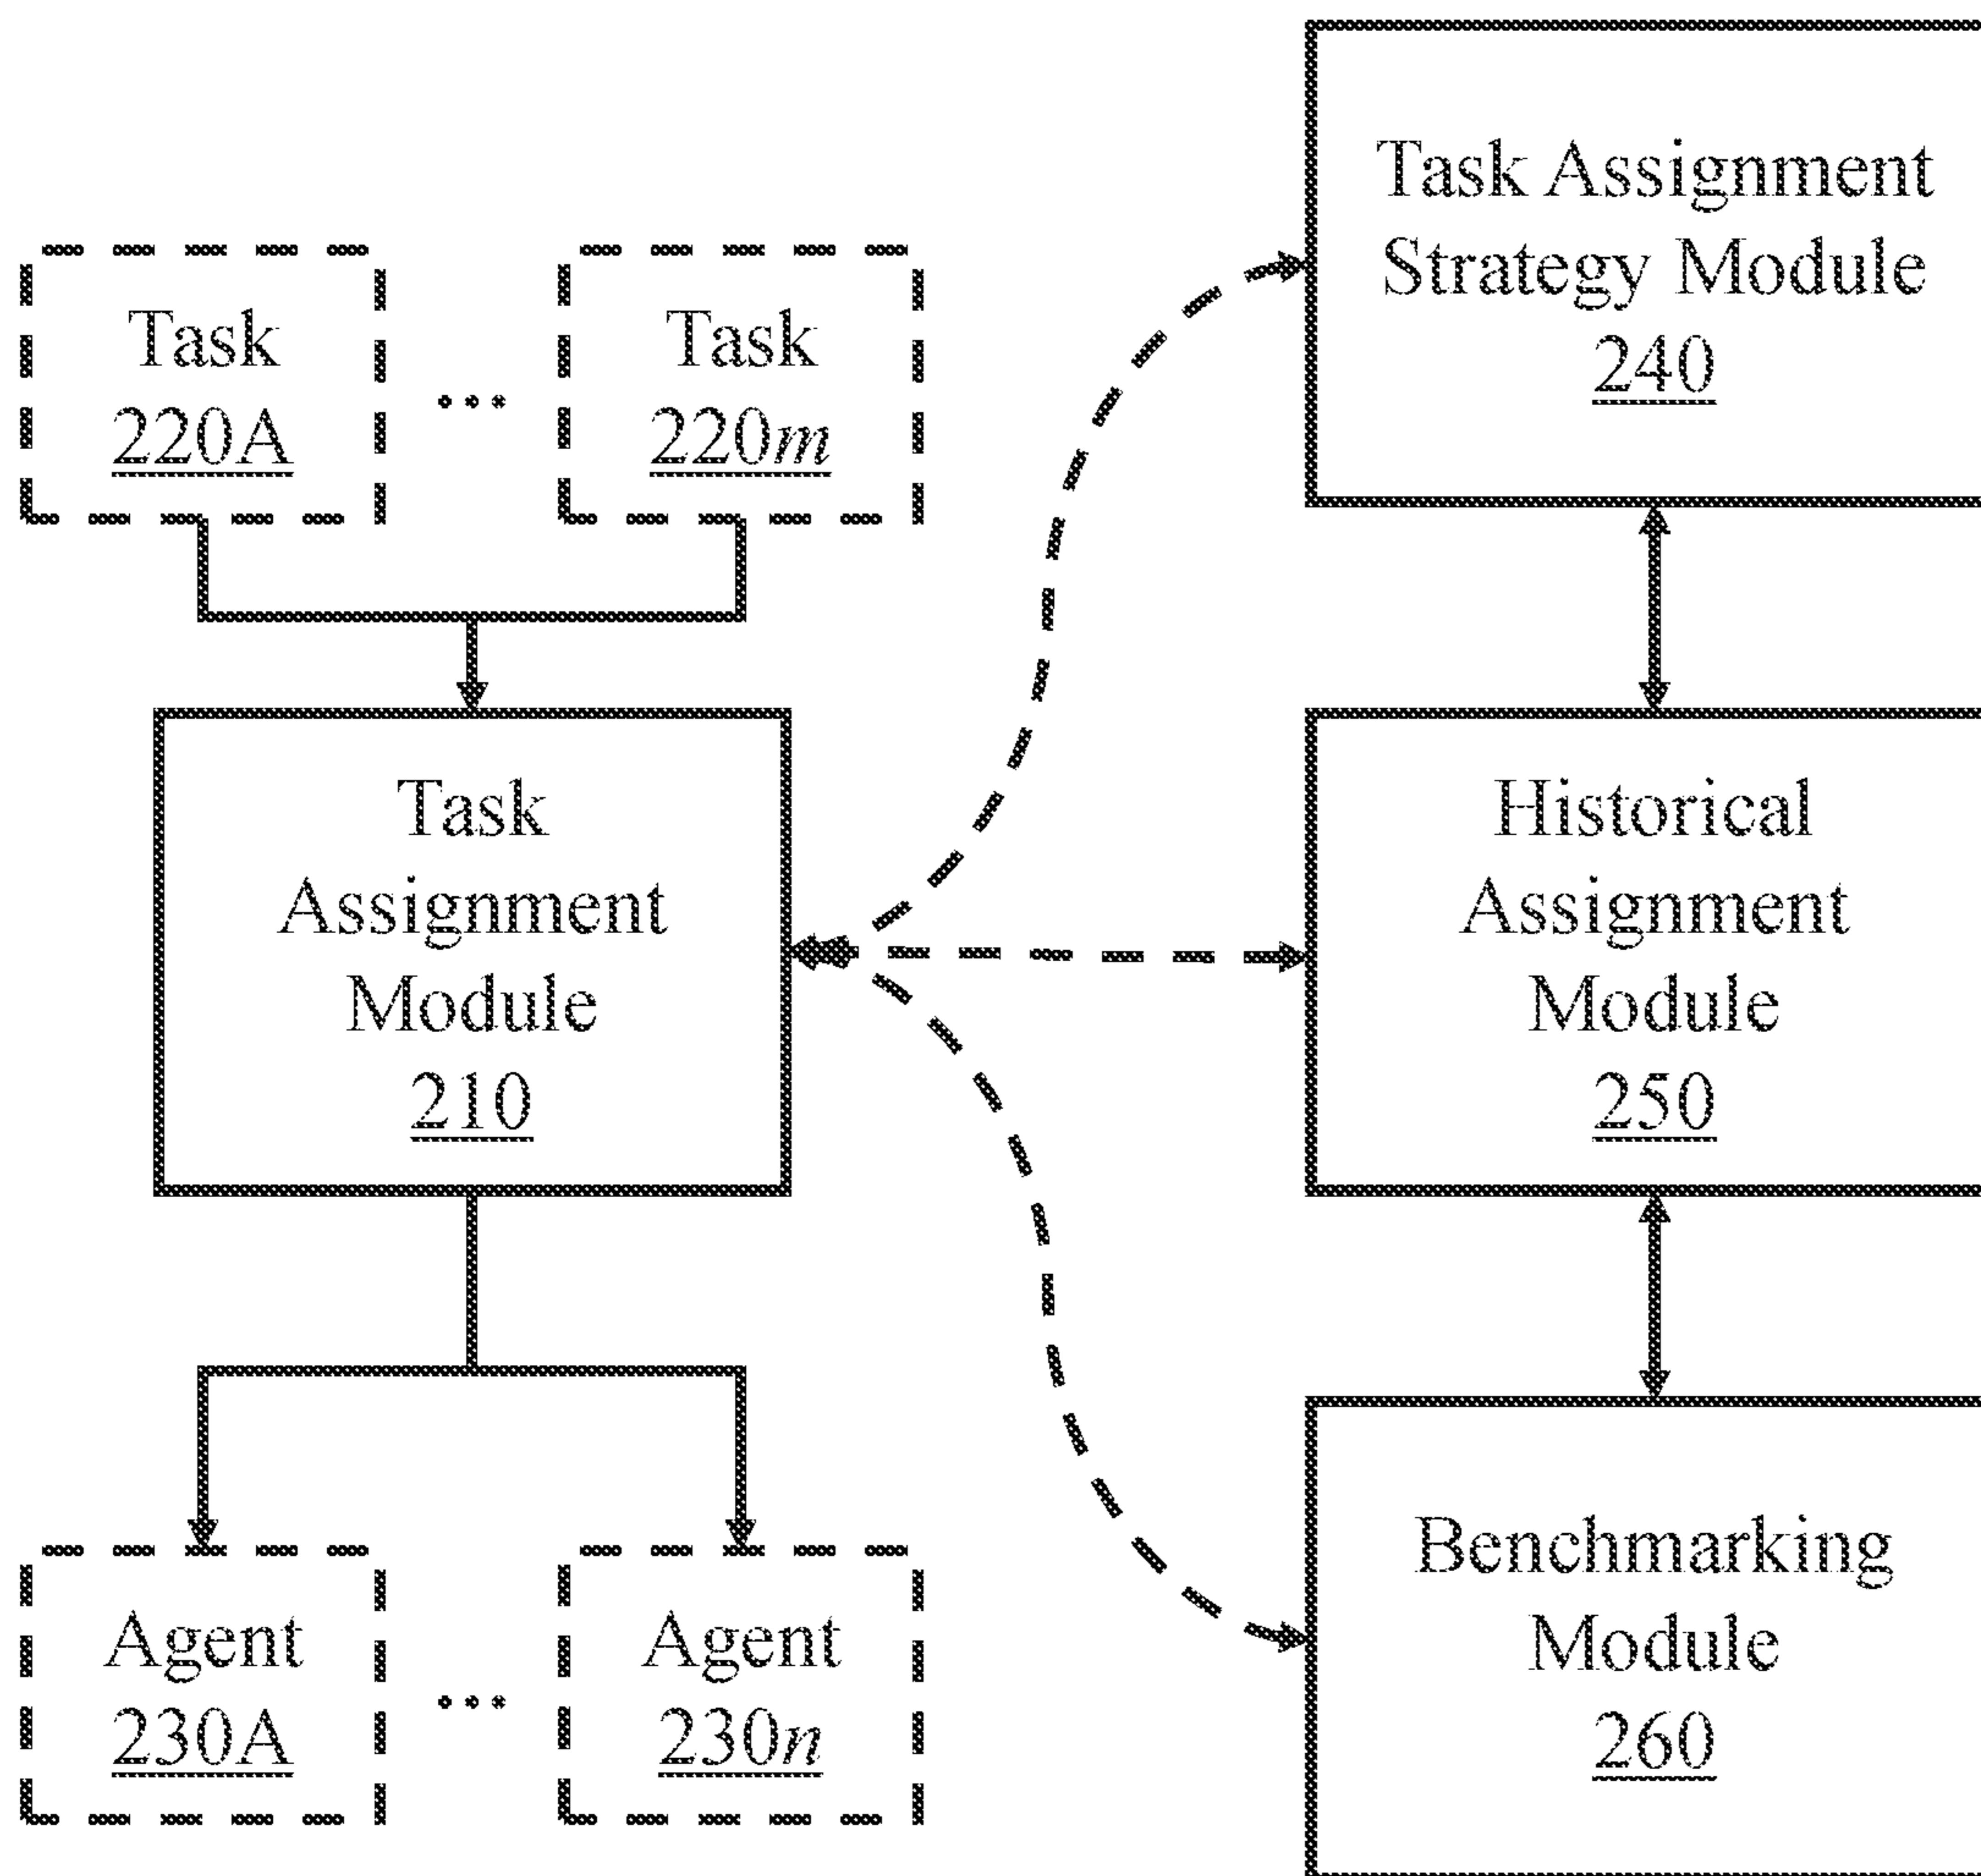 Task Assignment
Strategy Module
240
Task
220A
...
Task
220m
Task
Assignment
Module
210
Historical
Assignment
Module
250
Agent
230A
...
Agent
230n
Benchmarking
Module
260